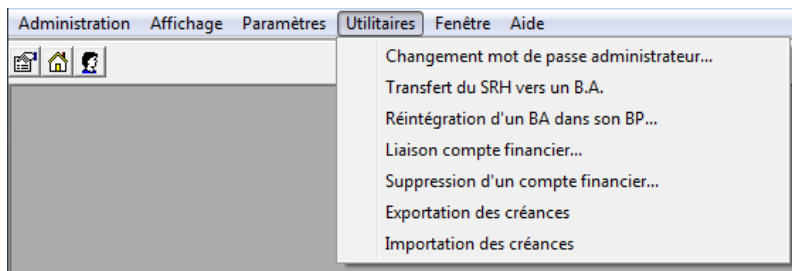 Administration Affichage Paramètres Utilitaires Fenêtre Aide
Changement mot de passe administrateur...
Transfert du SRH vers un B.A.
Réintégration d'un BA dans son BP...
Liaison compte financier...
Suppression d'un compte financier...
Exportation des créances
Importation des créances